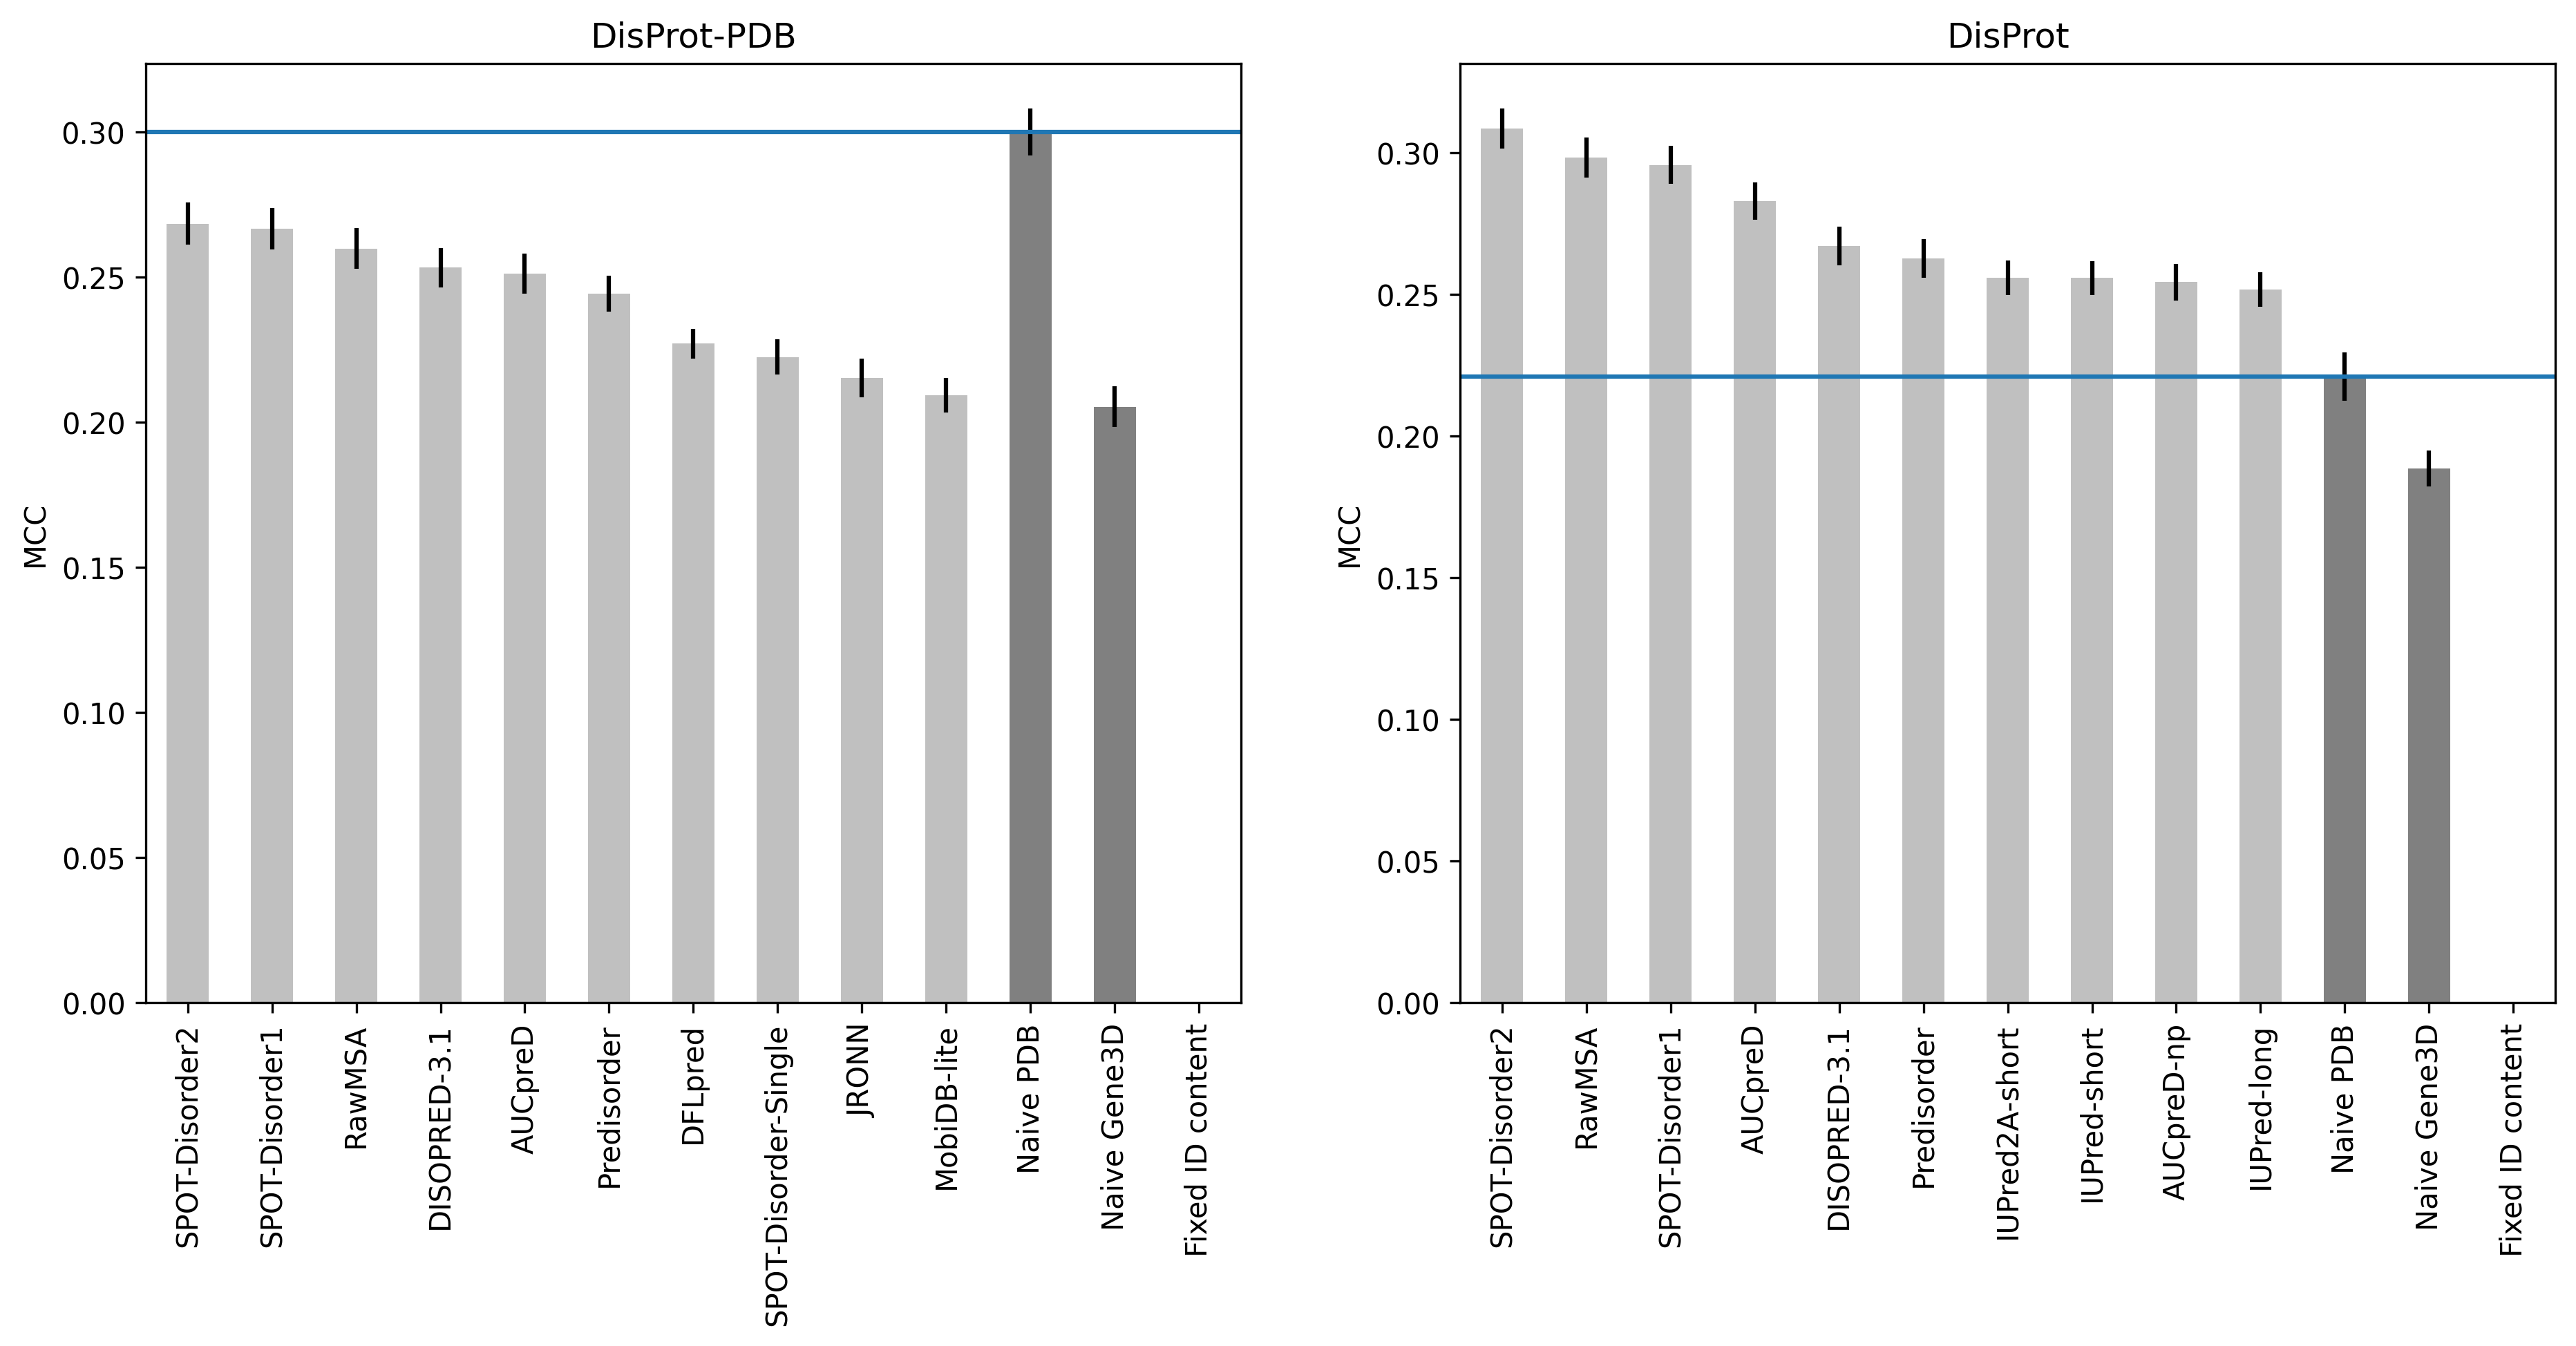 DisProt-PDB
MCC
0.30
0.25
0.20
0.15
0.10
0.05
0.00
SPOT-Disorder2
SPOT-Disorder1
RawMSA
DISOPRED-3.1
AUCpreD
Predisorder
DFLpred
SPOT-Disorder-Single
JRONN
MobiDB-lite
Naive PDB
Naive Gene3D
Fixed ID content
DisProt
MCC
0.30
0.25
0.20
0.15
0.10
0.05
0.00
SPOT-Disorder2
RawMSA
SPOT-Disorder1
AUCpreD
DISOPRED-3.1
Predisorder
IUPred2A-short
IUPred-short
AUCpreD-np
IUPred-long
Naive PDB
Naive Gene3D
Fixed ID content